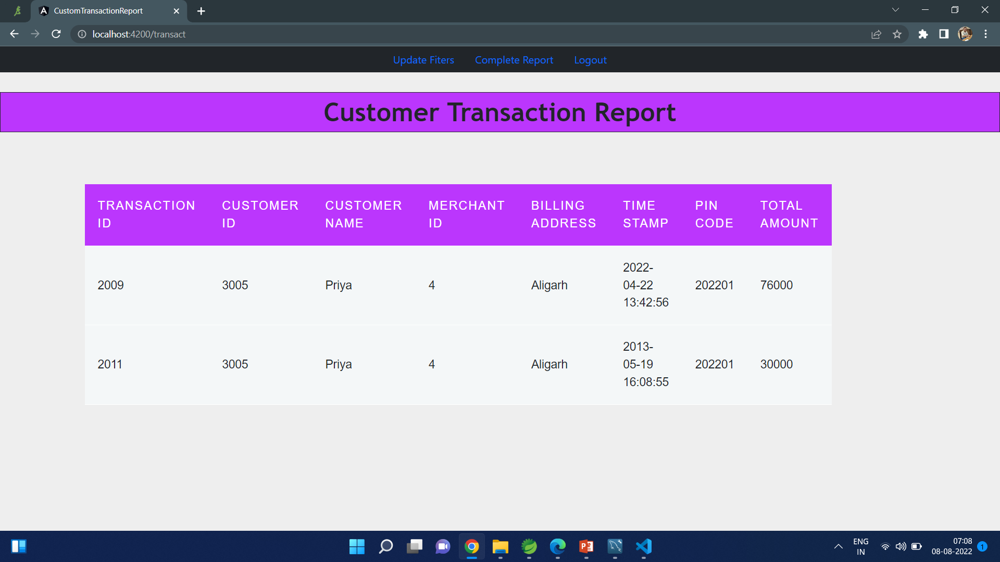 CustomTransactionReport
localhost:4200/transact
Update Fiters Complete Report Logout
Customer Transaction Report
TRANSACTION ID CUSTOMER ID CUSTOMER NAME MERCHANT ID BILLING ADDRESS TIME STAMP PIN CODE TOTAL AMOUNT
2009 3005 Priya 4 Aligarh 2022-04-22 13:42:56 202201 76000
2011 3005 Priya 4 Aligarh 2013-05-19 16:08:55 202201 30000
ENG
IN
07:08
08-08-2022
1